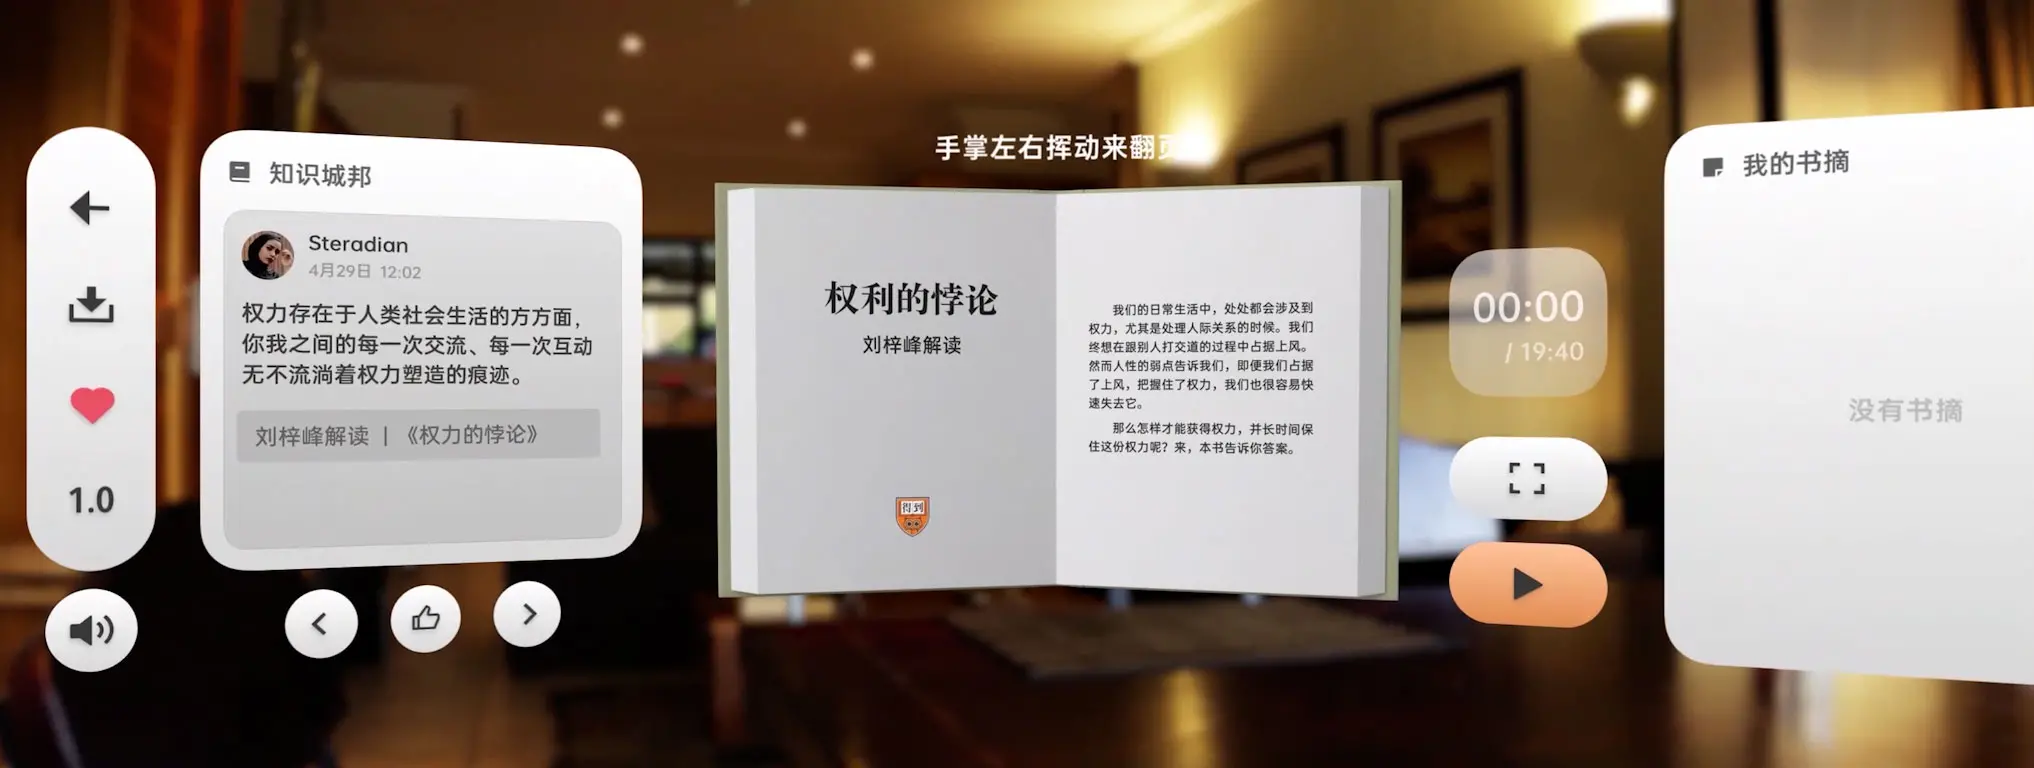 1.0
知识城邦
Steradian
4月29日 12:02
权力存在于人类社会生活的方方面，
你我之间的每一次交流、每一次互动
无不流淌着权力塑造的痕迹。
刘梓峰解读 | 《权力的悖论》
手掌左右挥动来翻页
权利的悖论
刘梓峰解读
得到
我们的日常生活中，处处都会涉及到
权力，尤其是处理人际关系的时候。我们
终想在跟别人打交道的过程中占据上风。
然而人性的弱点告诉我们，即便我们占据
了上风，把握住了权力，我们也很容易快
速失去它。
那么怎样才能获得权力，并长时间保
住这份权力呢？来，本书告诉你答案。
00:00
/ 19:40
我的书摘
没有书摘